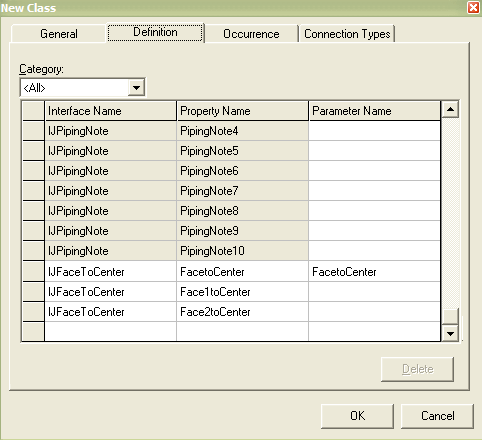 New Class
General Definition Occurrence Connection Types
Category:
<All>
Interface Name Property Name Parameter Name
IJPipingNote PipingNote4
IJPipingNote PipingNote5
IJPipingNote PipingNote6
IJPipingNote PipingNote7
IJPipingNote PipingNote8
IJPipingNote PipingNote9
IJPipingNote PipingNote10
IJFaceToCenter FacetoCenter FacetoCenter
IJFaceToCenter Face1toCenter
IJFaceToCenter Face2toCenter
Delete
OK Cancel